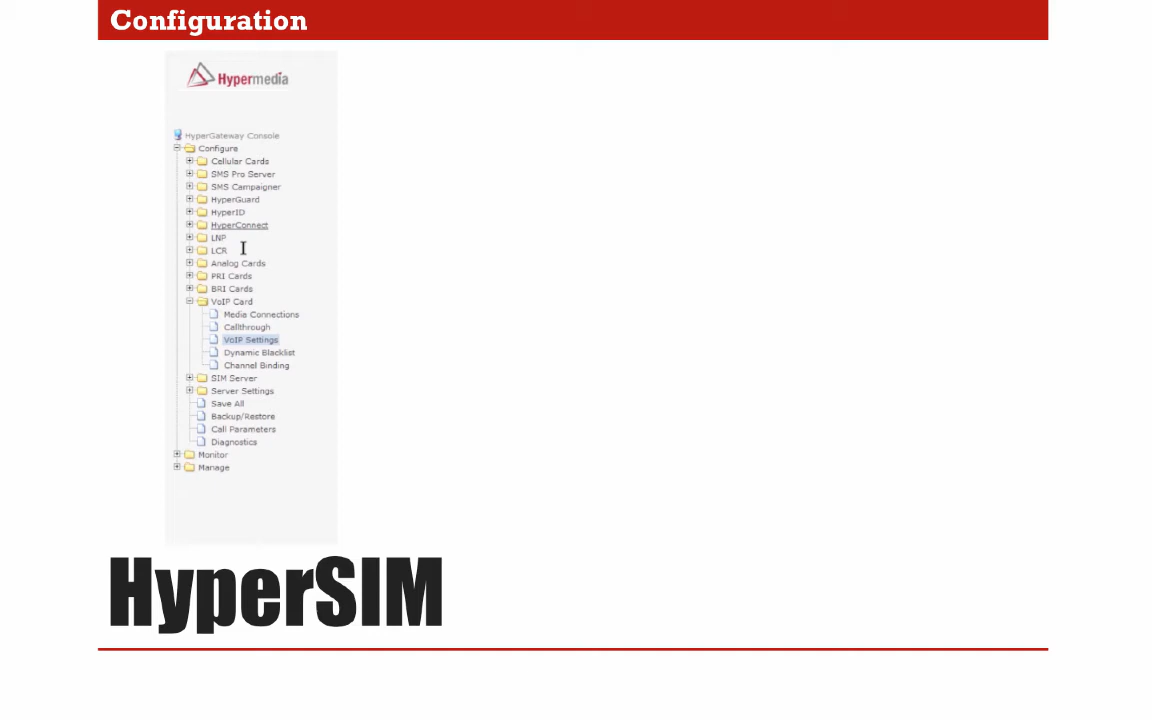 Configuration
Hypermedia
HyperGateway Console
Configure
Cellular Cards
SMS Pro Server
SMS Campaigner
HyperGuard
HyperID
HyperConnect
LNP
LCR
Analog Cards
PRI Cards
BRI Cards
VoIP Card
Media Connections
Callthrough
VoIP Settings
Dynamic Blacklist
Channel Binding
SIM Server
Server Settings
Save All
Backup/Restore
Call Parameters
Diagnostics
Monitor
Manage
HyperSIM